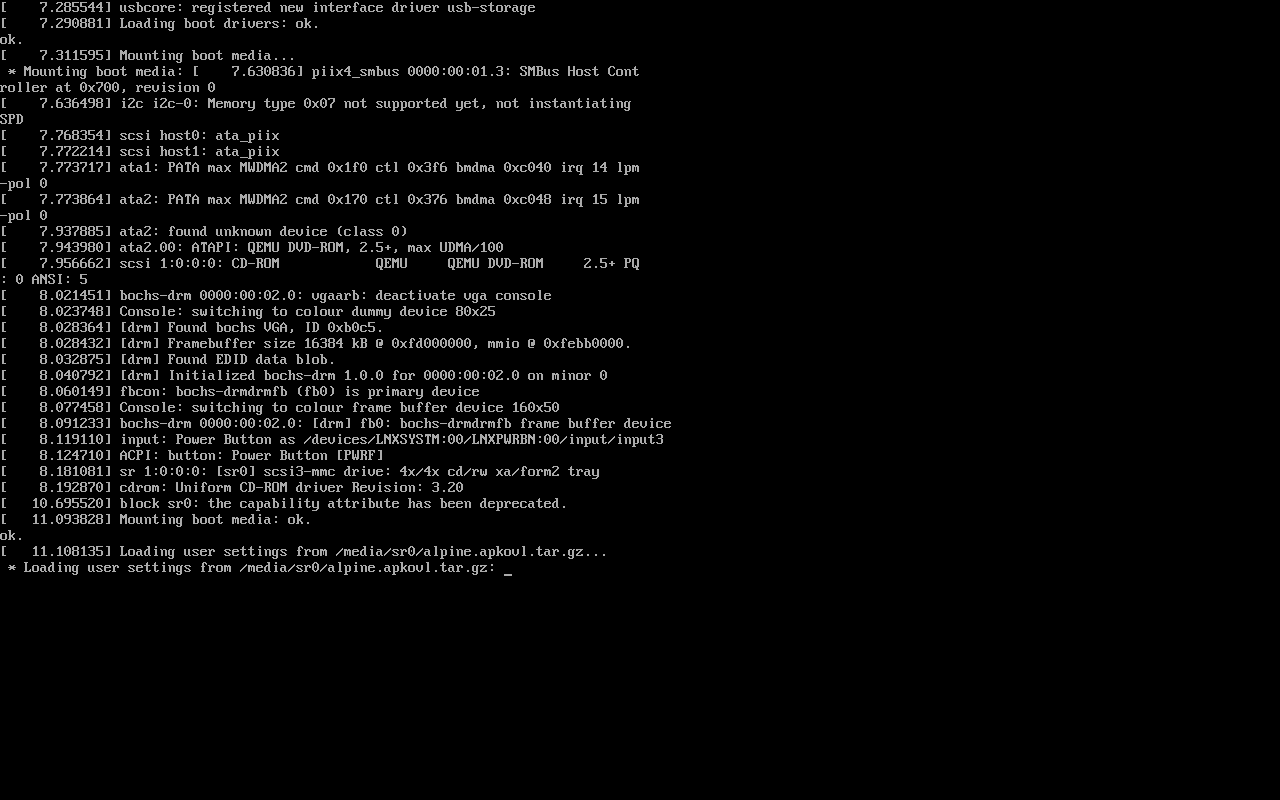 [    7.285544] usbcore: registered new interface driver usb-storage
[    7.290881] Loading boot drivers: ok.
ok.
[    7.311595] Mounting boot media...
 * Mounting boot media: [    7.630836] piix4_smbus 0000:00:01.3: SMBus Host Cont
roller at 0x700, revision 0
[    7.636498] i2c i2c-0: Memory type 0x07 not supported yet, not instantiating
SPD
[    7.768354] scsi host0: ata_piix
[    7.772214] scsi host1: ata_piix
[    7.773717] ata1: PATA max MWDMA2 cmd 0x1f0 ctl 0x3f6 bmdma 0xc040 irq 14 lpm
-pol 0
[    7.773864] ata2: PATA max MWDMA2 cmd 0x170 ctl 0x376 bmdma 0xc048 irq 15 lpm
-pol 0
[    7.937885] ata2: found unknown device (class 0)
[    7.943980] ata2.00: ATAPI: QEMU DVD-ROM, 2.5+, max UDMA/100
[    7.956662] scsi 1:0:0:0: CD-ROM            QEMU     QEMU DVD-ROM     2.5+ PQ
: 0 ANSI: 5
[    8.021451] bochs-drm 0000:00:02.0: vgaarb: deactivate vga console
[    8.023748] Console: switching to colour dummy device 80x25
[    8.028364] [drm] Found bochs VGA, ID 0xb0c5.
[    8.028432] [drm] Framebuffer size 16384 kB @ 0xfd000000, mmio @ 0xfebb0000.
[    8.032875] [drm] Found EDID data blob.
[    8.040792] [drm] Initialized bochs-drm 1.0.0 for 0000:00:02.0 on minor 0
[    8.060149] fbcon: bochs-drmdrmfb (fb0) is primary device
[    8.077458] Console: switching to colour frame buffer device 160x50
[    8.091233] bochs-drm 0000:00:02.0: [drm] fb0: bochs-drmdrmfb frame buffer device
[    8.119110] input: Power Button as /devices/LNXSYSTM:00/LNXPWRBN:00/input/input3
[    8.124710] ACPI: button: Power Button [PWRF]
[    8.181081] sr 1:0:0:0: [sr0] scsi3-mmc drive: 4x/4x cd/rw xa/form2 tray
[    8.192870] cdrom: Uniform CD-ROM driver Revision: 3.20
[   10.695520] block sr0: the capability attribute has been deprecated.
[   11.093828] Mounting boot media: ok.
ok.
[   11.108135] Loading user settings from /media/sr0/alpine.apkovl.tar.gz...
 * Loading user settings from /media/sr0/alpine.apkovl.tar.gz: _